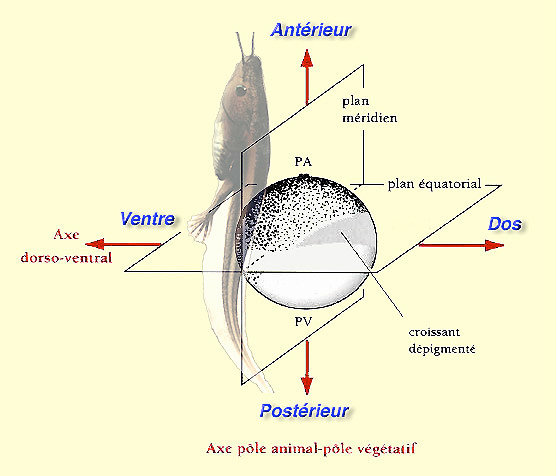 Antérieur
plan
méridien
PA
plan équatorial
Ventre
Dos
Axe
dorso-ventral
PV
croissant
dépigmenté
Postérieur
Axe pôle animal-pôle végétatif